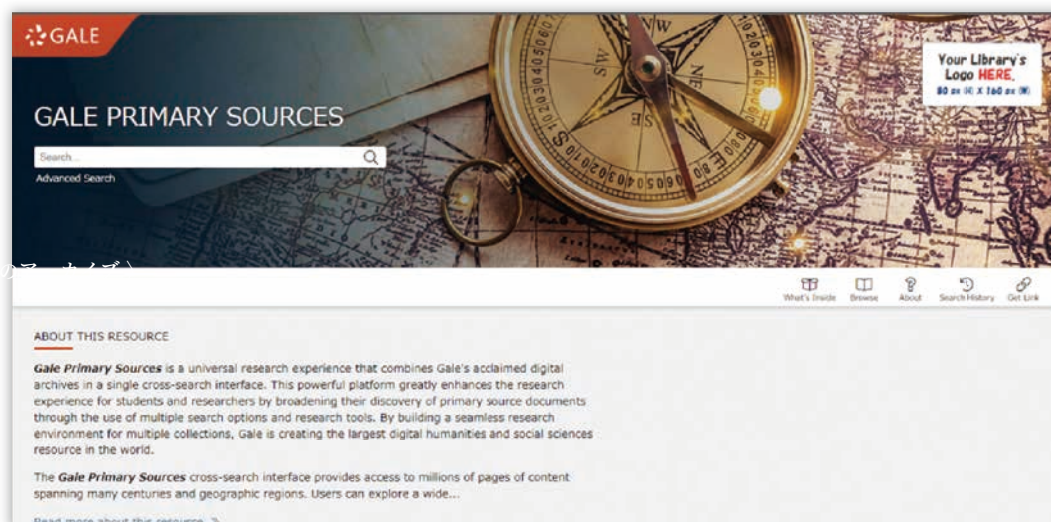 GALE
Your Library's
Logo HERE.
80 px (H) X 160 px (W)
GALE PRIMARY SOURCES
Search...
Advanced Search
What's Inside
Browse
About
Search History
Get Link
ABOUT THIS RESOURCE
Gale Primary Sources is a universal research experience that combines Gale's acclaimed digital
archives in a single cross-search interface. This powerful platform greatly enhances the research
experience for students and researchers by broadening their discovery of primary source documents
through the use of multiple search options and research tools. By building a seamless research
environment for multiple collections, Gale is creating the largest digital humanities and social sciences
resource in the world.
The Gale Primary Sources cross-search interface provides access to millions of pages of content
spanning many centuries and geographic regions. Users can explore a wide...
Read more about this resource